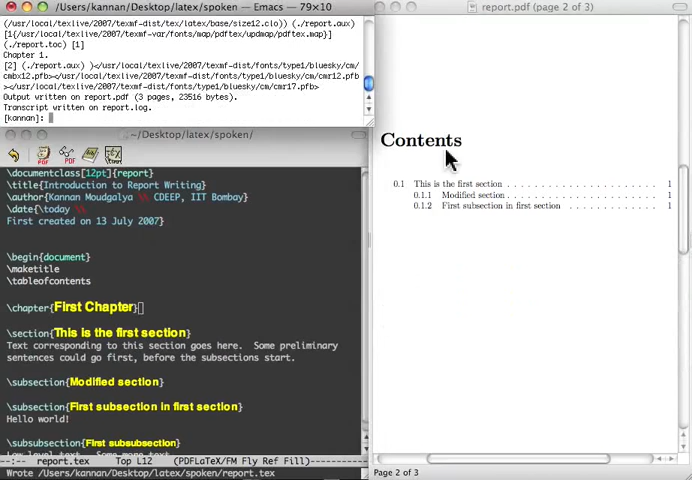 /Users/kannan/Desktop/latex/spoken — Emacs — 79×10
(/usr/local/texlive/2007/texmf-dist/tex/latex/base/size12.clo)) (./report.aux)
[1{/usr/local/texlive/2007/texmf-var/fonts/map/pdftex/updmap/pdftex.map}]
(./report.toc) [1]
Chapter 1.
[2] (./report.aux) )</usr/local/texlive/2007/texmf-dist/fonts/type1/bluesky/cm/
cmbx12.pfb></usr/local/texlive/2007/texmf-dist/fonts/type1/bluesky/cm/cmr12.pfb
></usr/local/texlive/2007/texmf-dist/fonts/type1/bluesky/cm/cmr17.pfb>
Output written on report.pdf (3 pages, 23516 bytes).
Transcript written on report.log.
[kannan]:
~/Desktop/latex/spoken/
\documentclass[12pt]{report}
\title{Introduction to Report Writing}
\author{Kannan Moudgalya \\ CDEEP, IIT Bombay}
\date{\today \\
First created on 13 July 2007}
\begin{document}
\maketitle
\tableofcontents
\chapter{First Chapter}
\section{This is the first section}
Text corresponding to this section goes here. Some preliminary
sentences could go first, before the subsections start.
\subsection{Modified section}
\subsection{First subsection in first section}
Hello world!
\subsubsection{First subsubsection}
Low level text. Some more text.
--:-- report.tex Top L12 (PDFLaTeX/FM Fly Ref Fill)
Wrote /Users/kannan/Desktop/latex/spoken/report.tex
report.pdf (page 2 of 3)
Contents
0.1 This is the first section . . . . . . . . . . . . . . . . . . . . 1
0.1.1 Modified section . . . . . . . . . . . . . . . . . . . . 1
0.1.2 First subsection in first section . . . . . . . . . . . . 1
Page 2 of 3